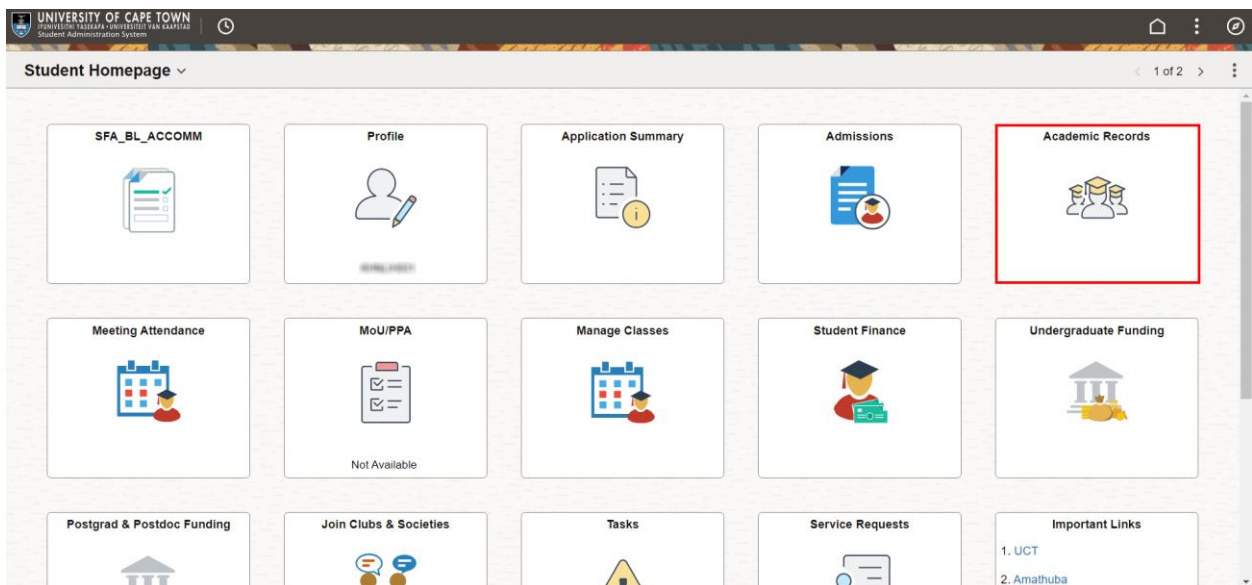 UNIVERSITY OF CAPE TOWN
IYUNIVESITHI YASEKAPA • UNIVERSITEIT VAN KAAPSTAD
Student Administration System
Student Homepage
1 of 2
SFA_BL_ACCOMM
Profile
Application Summary
Admissions
Academic Records
Meeting Attendance
MoU/PPA
Manage Classes
Student Finance
Undergraduate Funding
Not Available
Postgrad & Postdoc Funding
Join Clubs & Societies
Tasks
Service Requests
Important Links
1. UCT
2. Amathuba